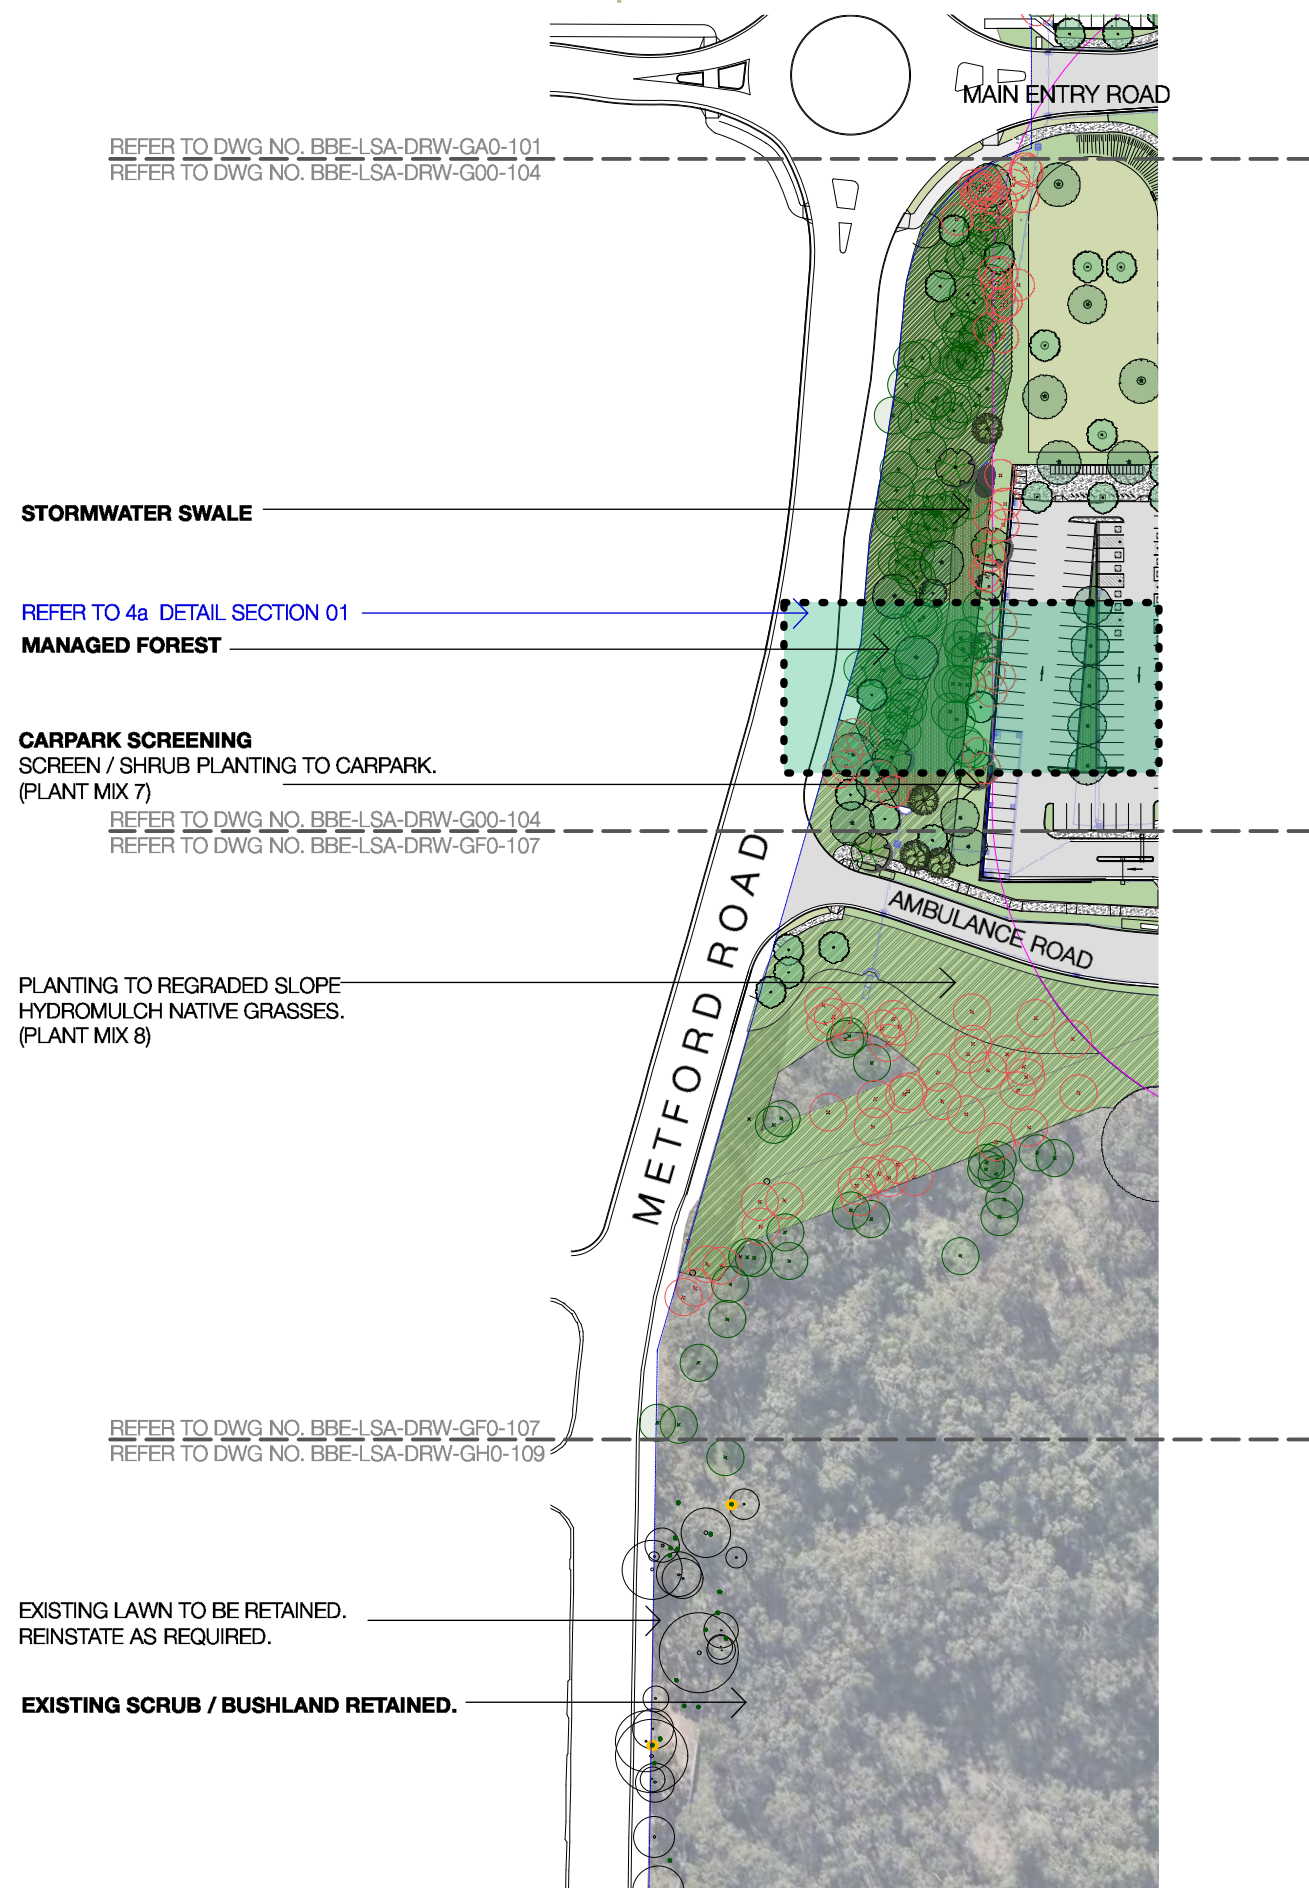 MAIN ENTRY ROAD
REFER TO DWG NO. BBE-LSA-DRW-GA0-101
REFER TO DWG NO. BBE-LSA-DRW-G00-104
STORMWATER SWALE
REFER TO 4a DETAIL SECTION 01
MANAGED FOREST
CARPARK SCREENING
SCREEN / SHRUB PLANTING TO CARPARK.
(PLANT MIX 7)
REFER TO DWG NO. BBE-LSA-DRW-G00-104
REFER TO DWG NO. BBE-LSA-DRW-GF0-107
METFORD ROAD
AMBULANCE ROAD
PLANTING TO REGRADED SLOPE
HYDROMULCH NATIVE GRASSES.
(PLANT MIX 8)
REFER TO DWG NO. BBE-LSA-DRW-GF0-107
REFER TO DWG NO. BBE-LSA-DRW-GH0-109
EXISTING LAWN TO BE RETAINED.
REINSTATE AS REQUIRED.
EXISTING SCRUB / BUSHLAND RETAINED.